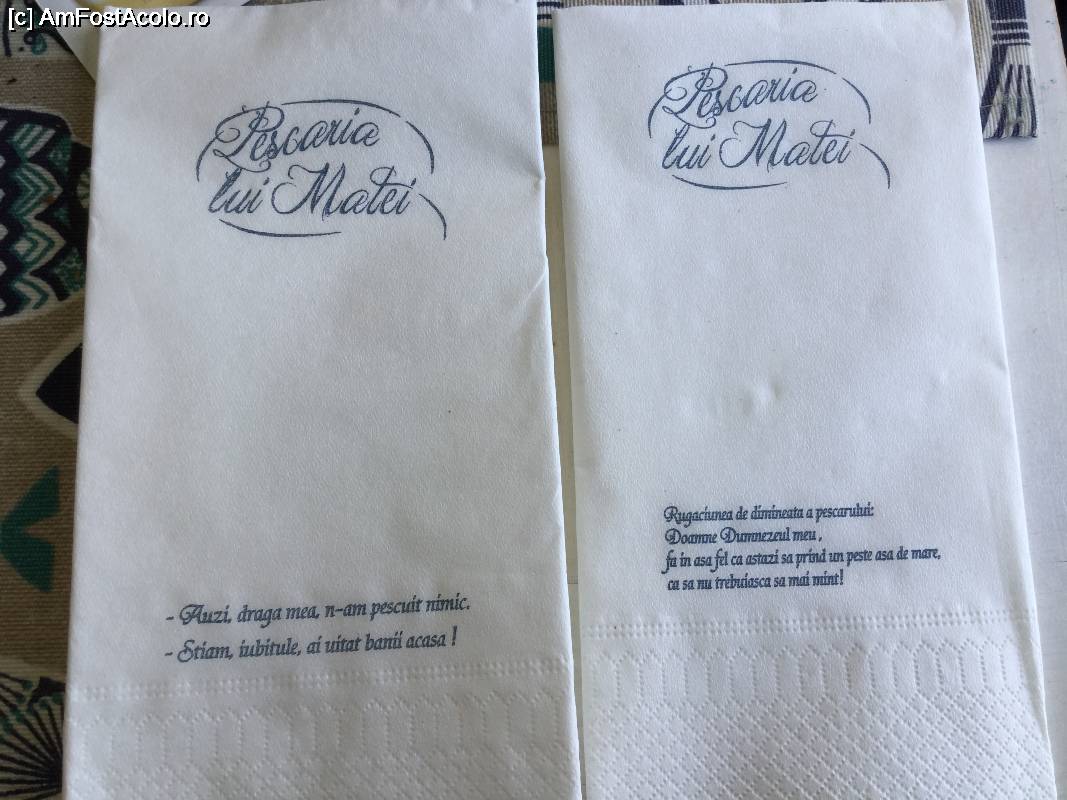 [c] AmFostAcolo.ro
Pescaria
lui Matei
- Auzi, draga mea, n-am pescuit nimic.
- Stiam, iubitule, ai uitat banii acasa !
Pescaria
lui Matei
Rugaciunea de dimineata a pescarului:
Doamne Dumnezeul meu ,
fa in asa fel ca astazi sa prind un peste asa de mare,
ca sa nu trebuiasca sa mai mint!